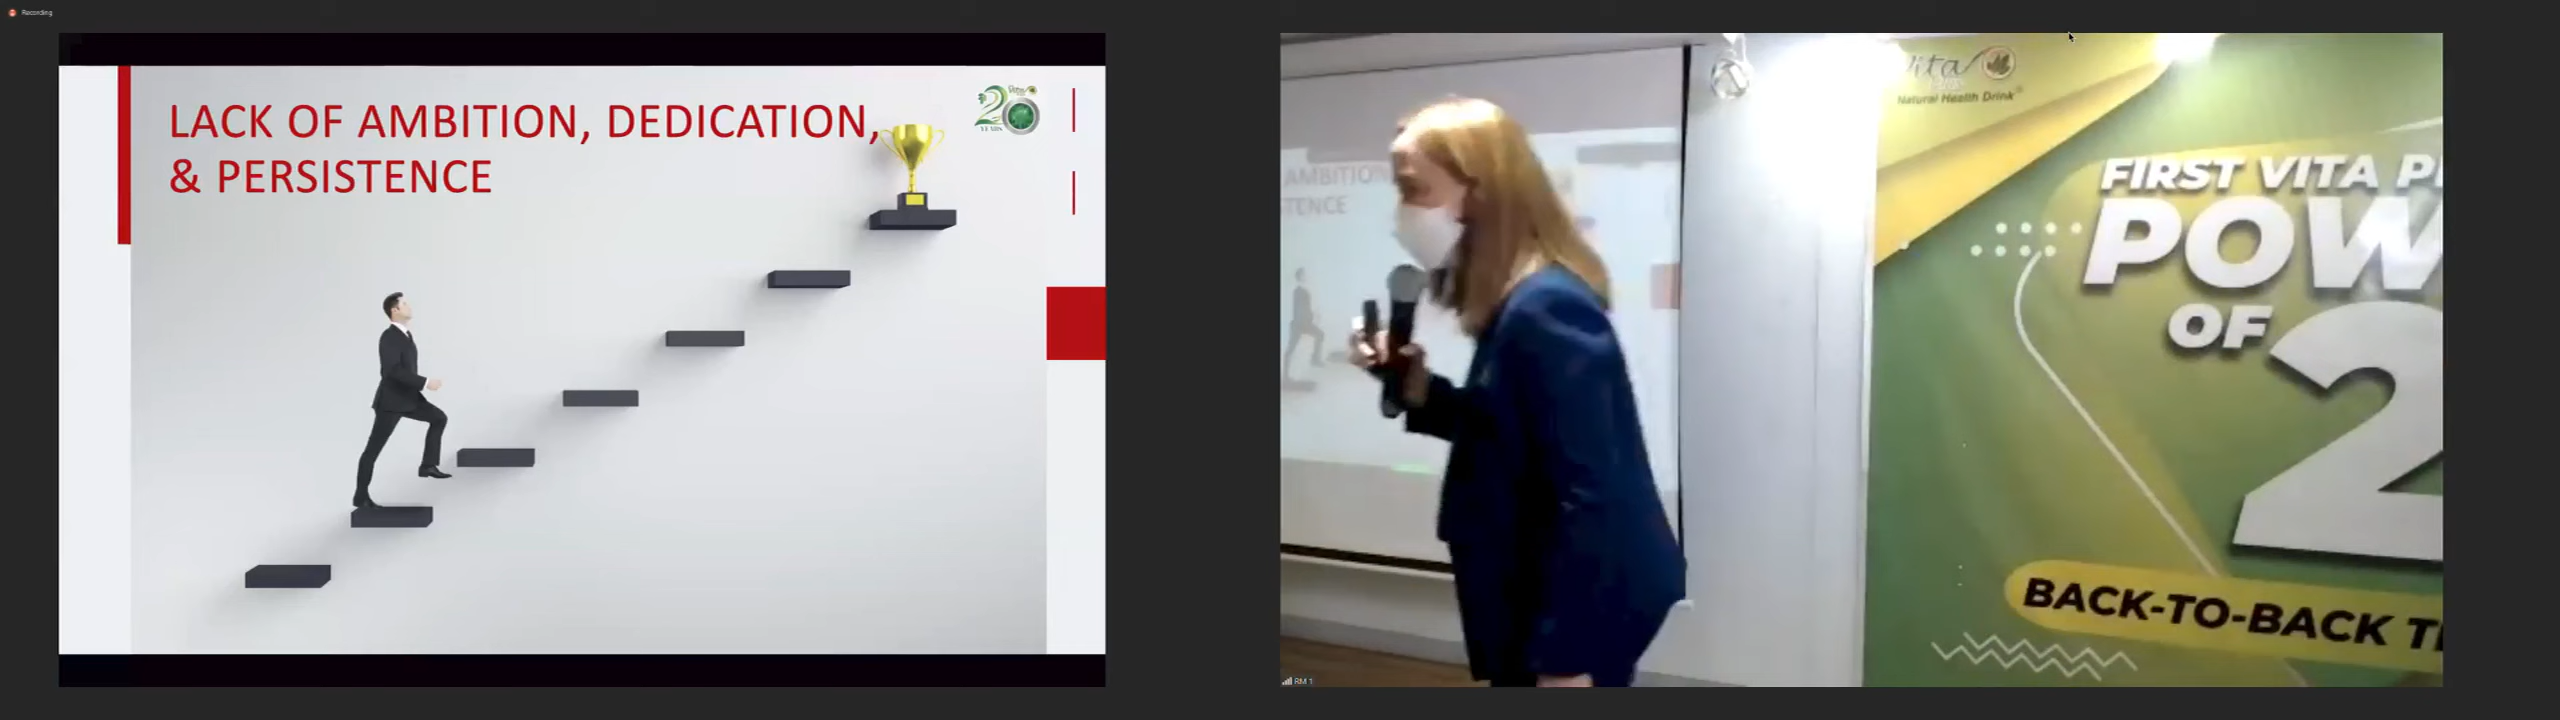 Recording
LACK OF AMBITION, DEDICATION,
& PERSISTENCE
20
YEARS
AMBITION
TENCE
Vita
Natural Health Drink
FIRST VITA P
POW
OF
2
BACK-TO-BACK T
RM 1